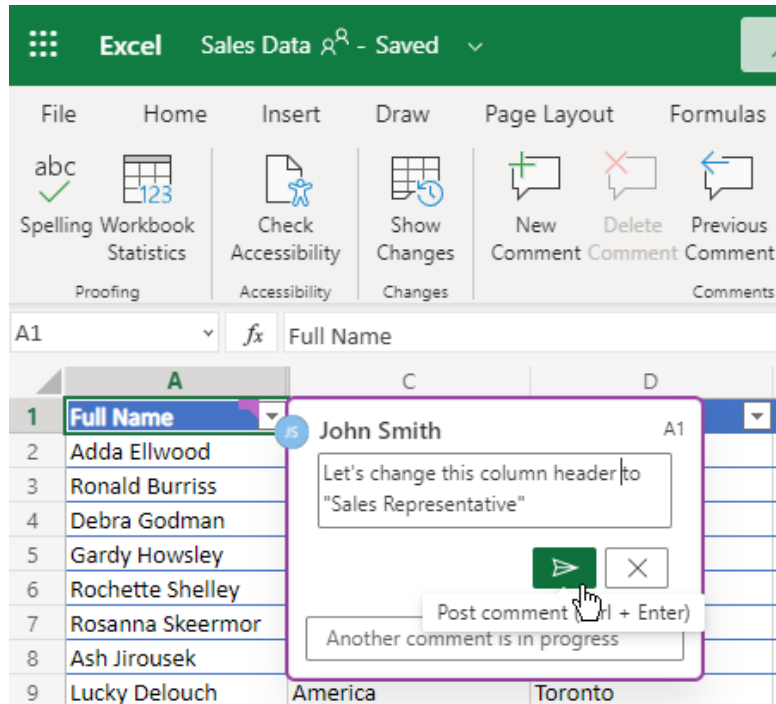 Excel Sales Data - Saved
File Home Insert Draw Page Layout Formulas
abc
123
Spelling Workbook Statistics
Check Accessibility
Show Changes
New Comment
Delete Comment
Previous Comment
Proofing Accessibility Changes Comments
A1 fx Full Name
A C D
1 Full Name
JS John Smith A1
Let's change this column header to
"Sales Representative"
Post comment (Ctrl + Enter)
Another comment is in progress
2 Adda Ellwood
3 Ronald Burriss
4 Debra Godman
5 Gardy Howsley
6 Rochette Shelley
7 Rosanna Skeermor
8 Ash Jirousek
9 Lucky Delouch America Toronto